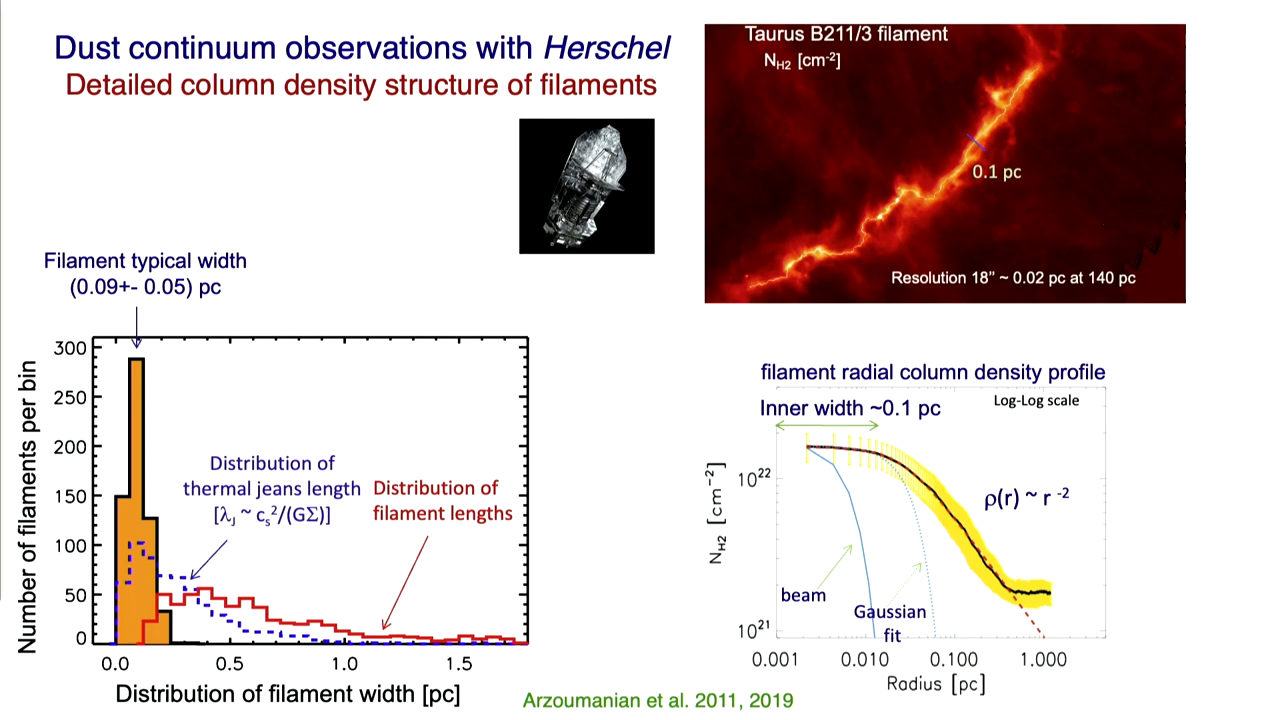 Dust continuum observations with Herschel
Detailed column density structure of filaments
Taurus B211/3 filament
N_H2 [cm-2]
0.1 pc
Resolution 18” ~ 0.02 pc at 140 pc
Filament typical width
(0.09+- 0.05) pc
Number of filaments per bin
300
250
200
150
100
50
0
Distribution of
thermal jeans length
[λJ ~ cs2/(GΣ)]
Distribution of
filament lengths
0.0 0.5 1.0 1.5
Distribution of filament width [pc]
filament radial column density profile
Inner width ~0.1 pc
Log-Log scale
NH2 [cm−2]
10²²
10²¹
ρ(r) ~ r -2
beam
Gaussian
fit
0.001 0.010 0.100 1.000
Radius [pc]
Arzoumanian et al. 2011, 2019